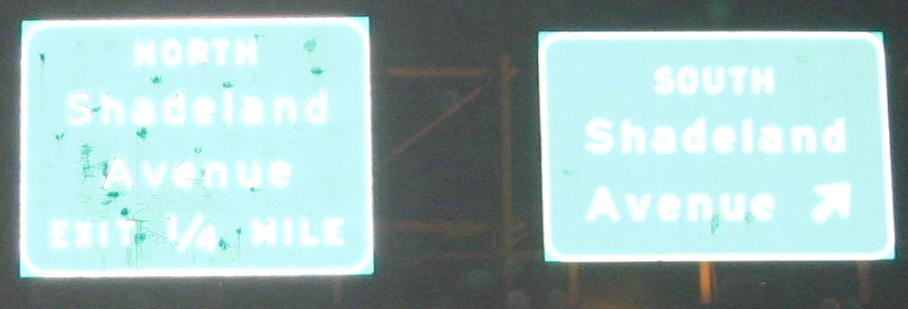 NORTH
Shadeland
Avenue
EXIT 1/4 MILE
SOUTH
Shadeland
Avenue